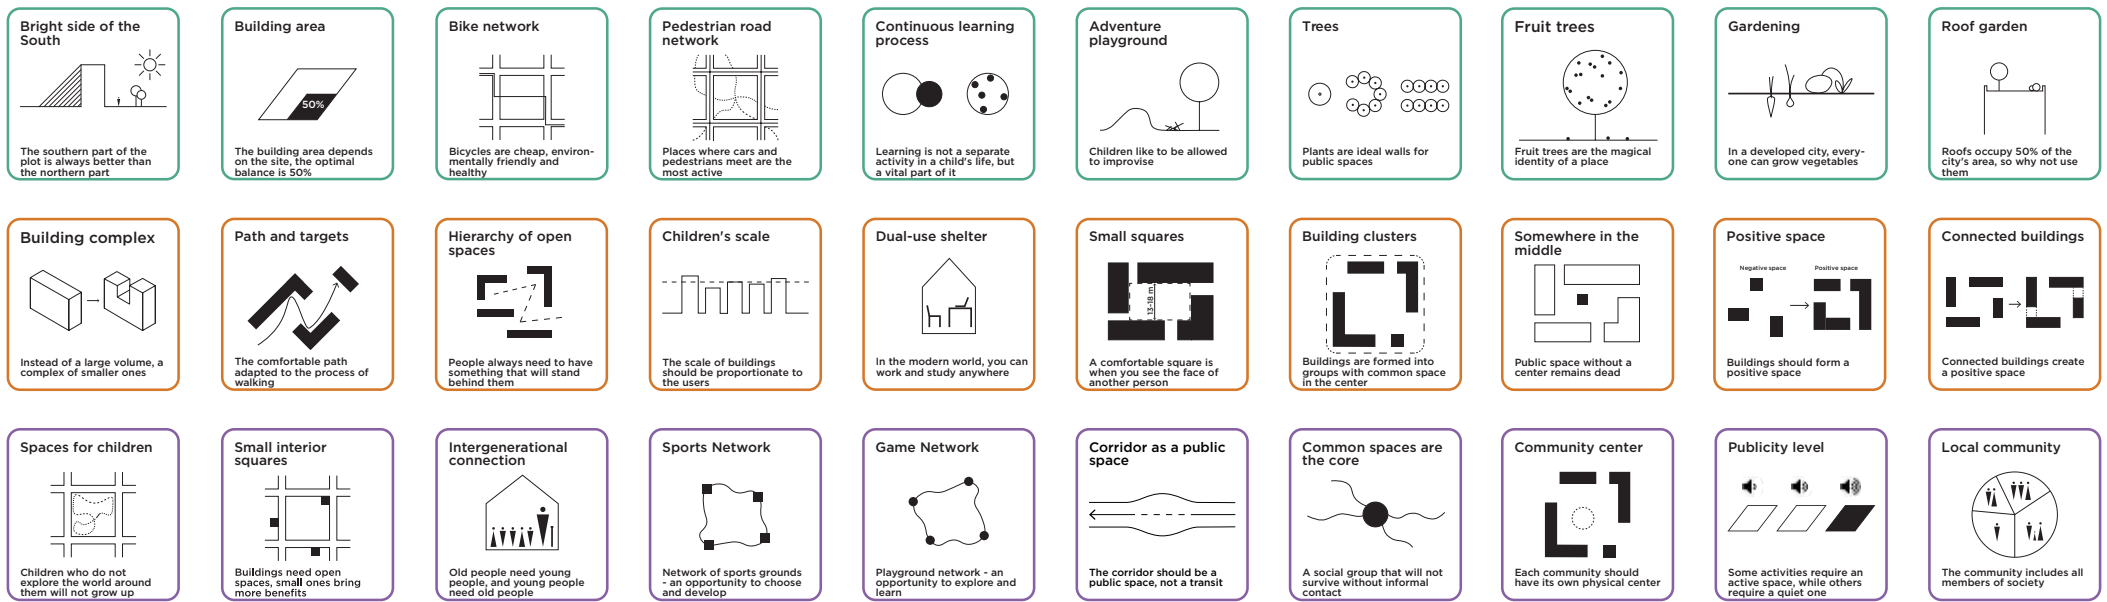 Bright side of the
South
The southern part of the
plot is always better than
the northern part
Building area
50%
The building area depends
on the site, the optimal
balance is 50%
Bike network
Bicycles are cheap, environ-
mentally friendly and
healthy
Pedestrian road
network
Places where cars and
pedestrians meet are the
most active
Continuous learning
process
Learning is not a separate
activity in a child's life, but
a vital part of it
Adventure
playground
Children like to be allowed
to improvise
Trees
Plants are ideal walls for
public spaces
Fruit trees
Fruit trees are the magical
identity of a place
Gardening
In a developed city, every-
one can grow vegetables
Roof garden
Roofs occupy 50% of the
city's area, so why not use
them
Building complex
Instead of a large volume, a
complex of smaller ones
Path and targets
The comfortable path
adapted to the process of
walking
Hierarchy of open
spaces
People always need to have
something that will stand
behind them
Children's scale
The scale of buildings
should be proportionate to
the users
Dual-use shelter
In the modern world, you can
work and study anywhere
Small squares
13-18 m
A comfortable square is
when you see the face of
another person
Building clusters
Buildings are formed into
groups with common space
in the center
Somewhere in the
middle
Public space without a
center remains dead
Positive space
Negative space
Positive space
Buildings should form a
positive space
Connected buildings
Connected buildings create
a positive space
Spaces for children
Children who do not
explore the world around
them will not grow up
Small interior
squares
Buildings need open
spaces, small ones bring
more benefits
Intergenerational
connection
Old people need young
people, and young people
need old people
Sports Network
Network of sports grounds
- an opportunity to choose
and develop
Game Network
Playground network - an
opportunity to explore and
learn
Corridor as a public
space
The corridor should be a
public space, not a transit
Common spaces are
the core
A social group that will not
survive without informal
contact
Community center
Each community should
have its own physical center
Publicity level
Some activities require an
active space, while others
require a quiet one
Local community
The community includes all
members of society